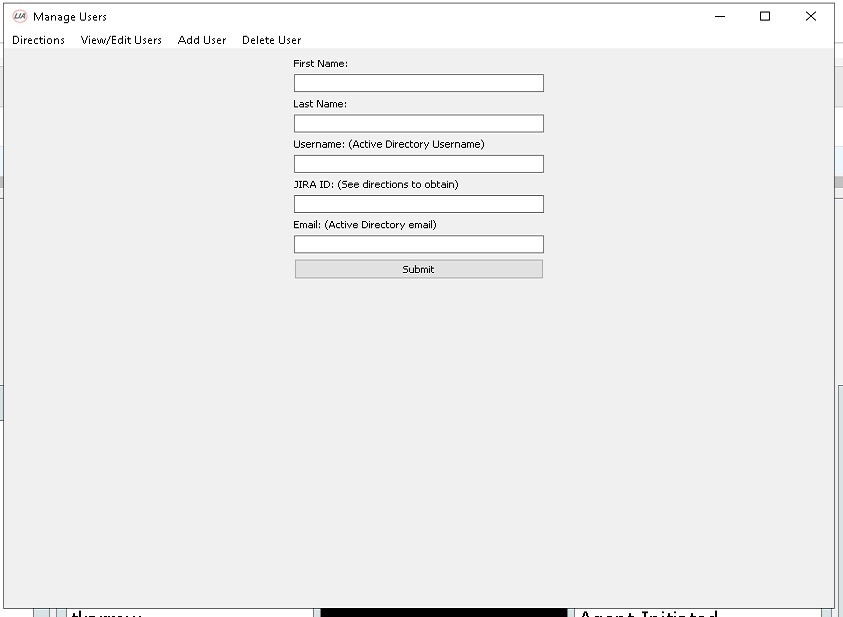 LIA Manage Users
Directions View/Edit Users Add User Delete User
First Name:
Last Name:
Username: (Active Directory Username)
JIRA ID: (See directions to obtain)
Email: (Active Directory email)
Submit
Agent Initiated